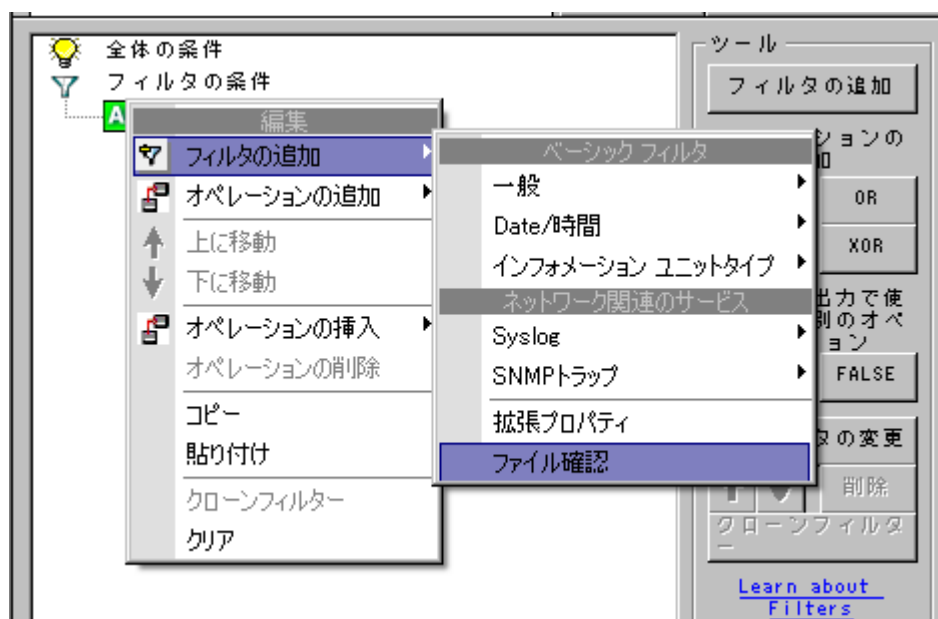 全体の条件
フィルタの条件
A
編集
フィルタの追加
オペレーションの追加
上に移動
下に移動
オペレーションの挿入
オペレーションの削除
コピー
貼り付け
クローンフィルター
クリア
ベーシック フィルタ
一般
Date/時間
インフォメーション ユニットタイプ
ネットワーク関連のサービス
Syslog
SNMPトラップ
拡張プロパティ
ファイル確認
ツール
フィルタの追加
ションの
加
OR
XOR
出力で使
別のオペ
ョン
FALSE
タの変更
削除
クローンフィルタ
ー
Learn about
Filters